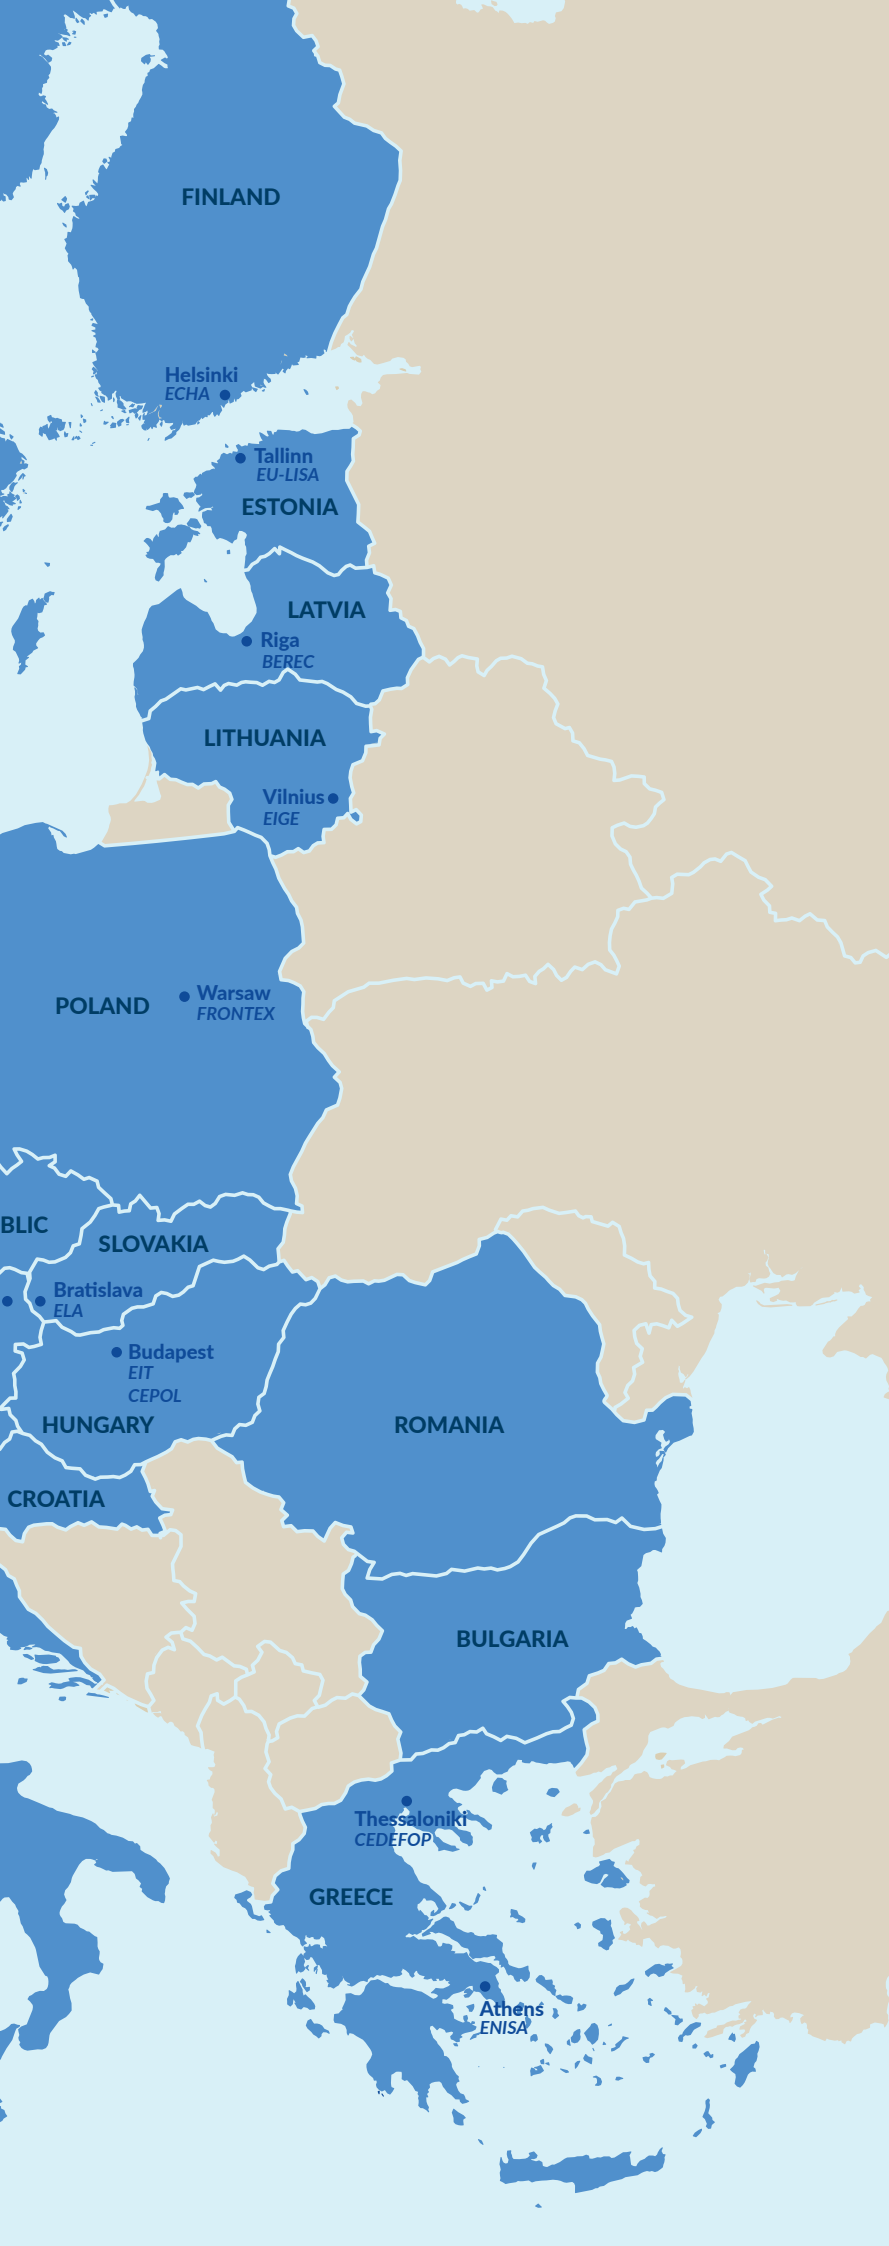 FINLAND
Helsinki
ECHA
Tallinn
EU-LISA
ESTONIA
LATVIA
Riga
BEREC
LITHUANIA
Vilnius
EIGE
Warsaw
POLAND
FRONTEX
BLIC
SLOVAKIA
Bratislava
ELA
Budapest
EIT
CEPOL
HUNGARY
ROMANIA
CROATIA
BULGARIA
Thessaloniki
CEDEFOP
GREECE
Athens
ENISA